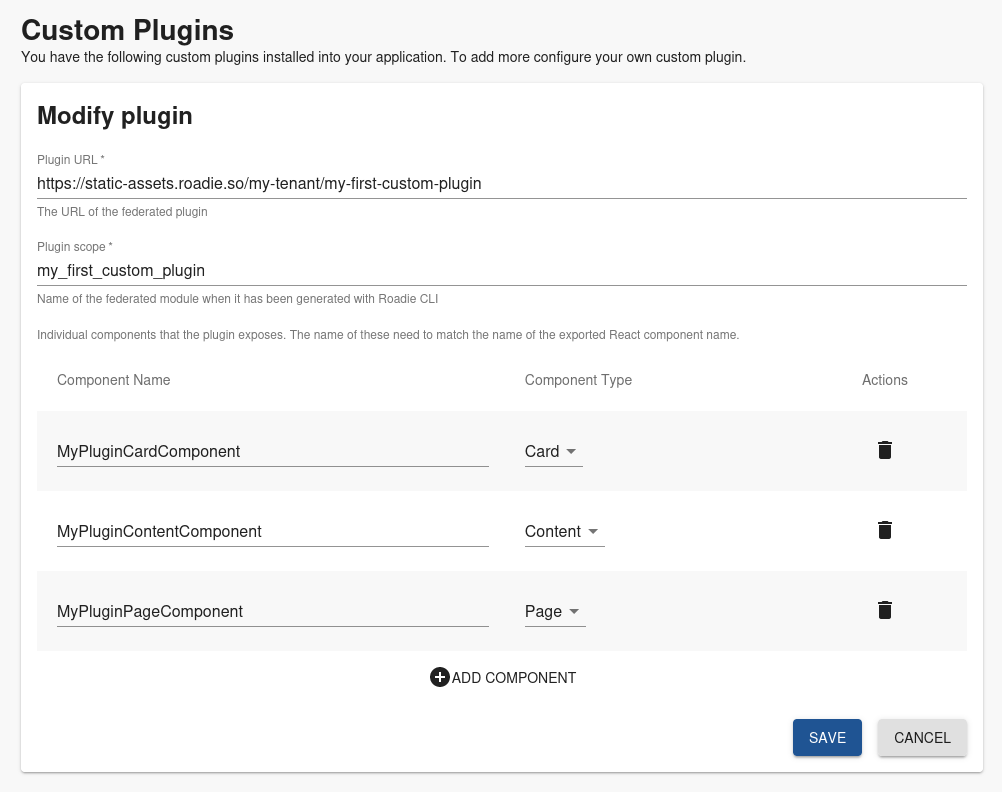 Custom Plugins
You have the following custom plugins installed into your application. To add more configure your own custom plugin.
Modify plugin
Plugin URL *
https://static-assets.roadie.so/my-tenant/my-first-custom-plugin
The URL of the federated plugin
Plugin scope *
my_first_custom_plugin
Name of the federated module when it has been generated with Roadie CLI
Individual components that the plugin exposes. The name of these need to match the name of the exported React component name.
Component Name Component Type Actions
MyPluginCardComponent Card
MyPluginContentComponent Content
MyPluginPageComponent Page
ADD COMPONENT
SAVE CANCEL